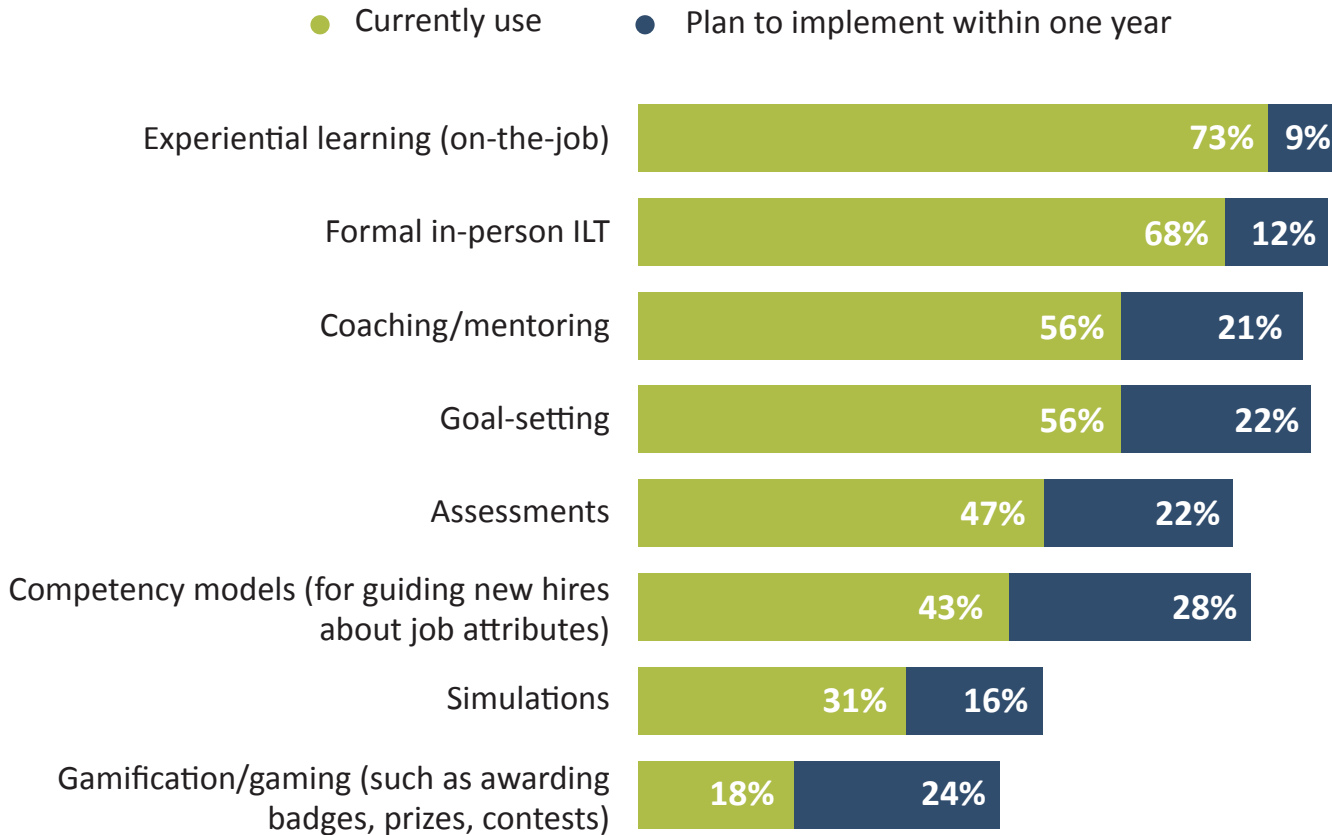 Currently use
Plan to implement within one year
Experiential learning (on-the-job)
73%
9%
Formal in-person ILT
68%
12%
Coaching/mentoring
56%
21%
Goal-setting
56%
22%
Assessments
47%
22%
Competency models (for guiding new hires
about job attributes)
43%
28%
Simulations
31%
16%
Gamification/gaming (such as awarding
badges, prizes, contests)
18%
24%